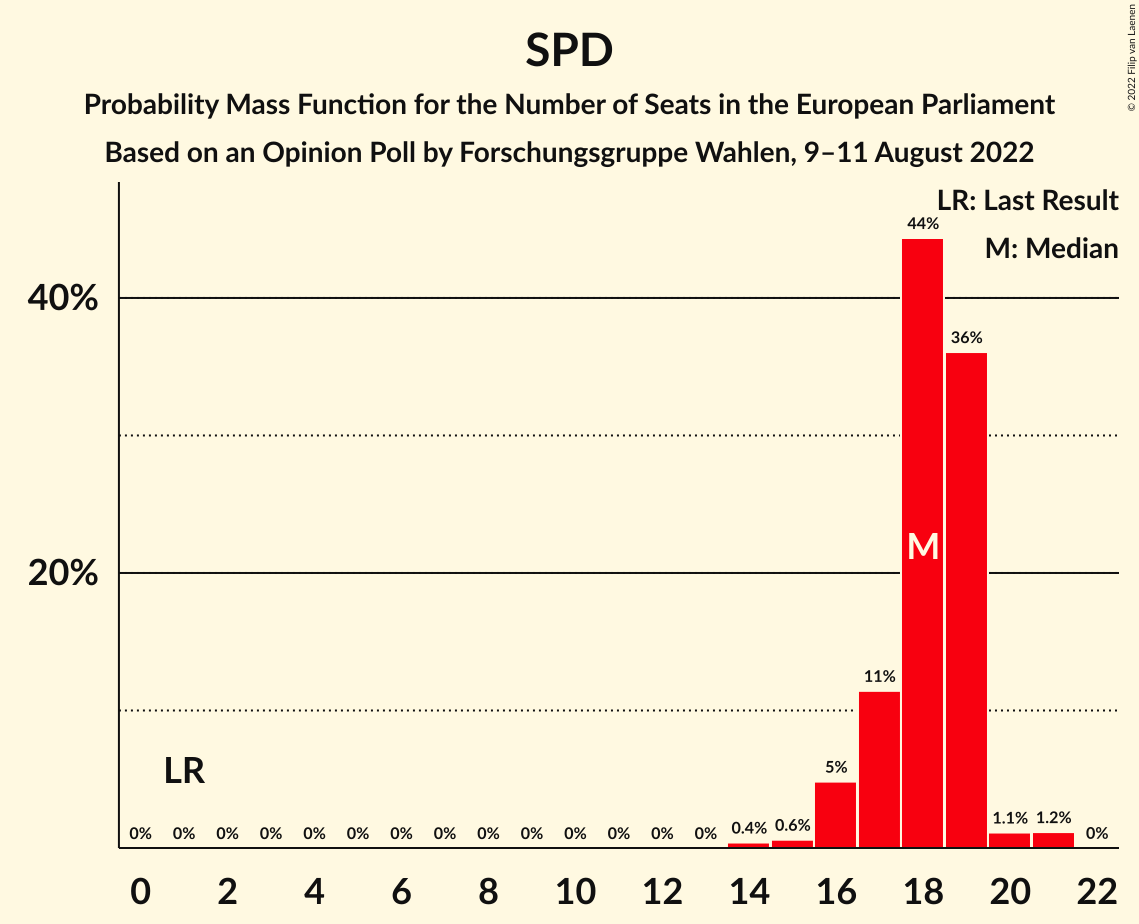 SPD
Probability Mass Function for the Number of Seats in the European Parliament
Based on an Opinion Poll by Forschungsgruppe Wahlen, 9–11 August 2022
© 2022 Filip van Laenen
LR: Last Result
M: Median
40%
20%
44%
36%
M
11%
LR
5%
0% 0% 0% 0% 0% 0% 0% 0% 0% 0% 0% 0% 0% 0% 0.4% 0.6% 1.1% 1.2% 0%
0 2 4 6 8 10 12 14 16 18 20 22